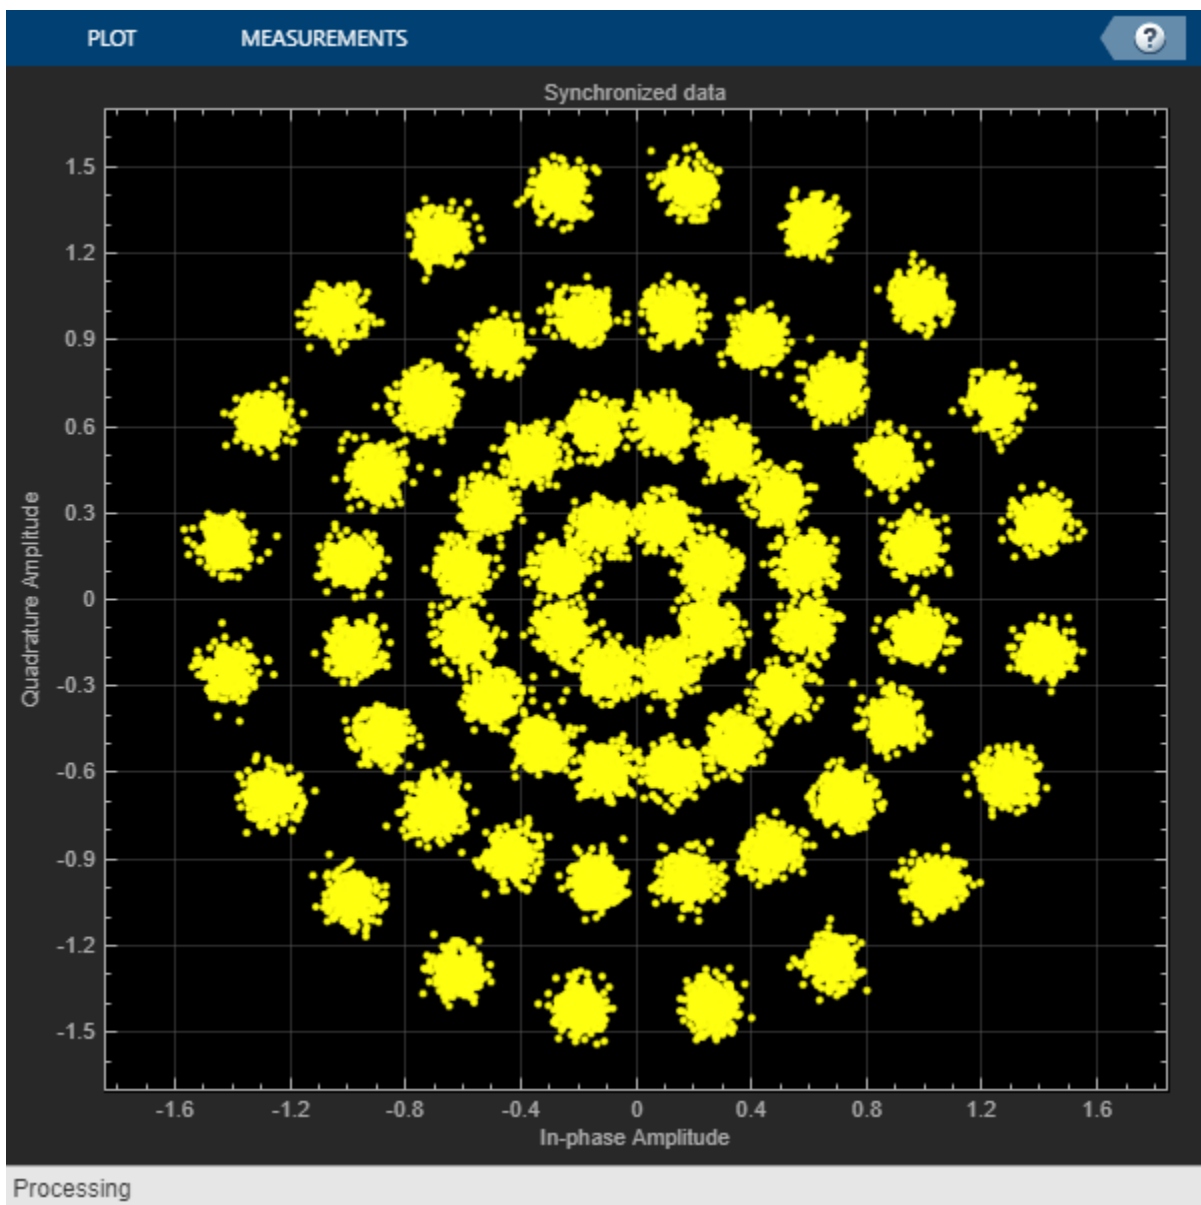 PLOT MEASUREMENTS ?
Synchronized data
1.5
1.2
0.9
0.6
0.3
0
-0.3
-0.6
-0.9
-1.2
-1.5
Quadrature Amplitude
-1.6 -1.2 -0.8 -0.4 0 0.4 0.8 1.2 1.6
In-phase Amplitude
Processing